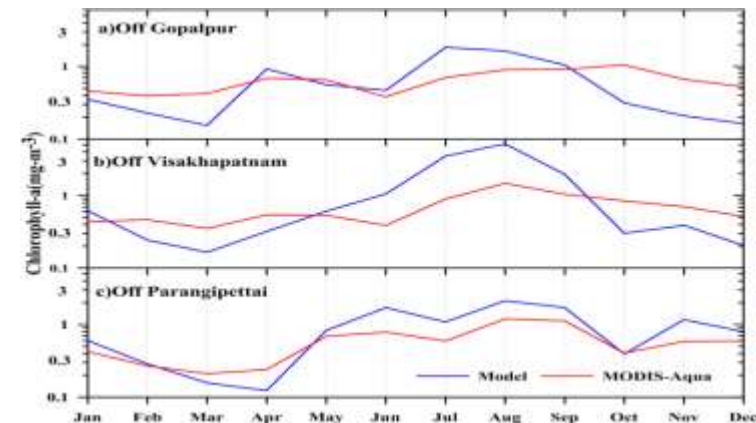 a)Off Gopalpur
3
1
0.3
0.1
b)Off Visakhapatnam
3
1
0.3
0.1
c)Off Parangipettai
3
1
0.3
0.1
Chlorophyll-a(mg-m-³)
Model MODIS-Aqua
Jan Feb Mar Apr May Jun Jul Aug Sep Oct Nov Dec